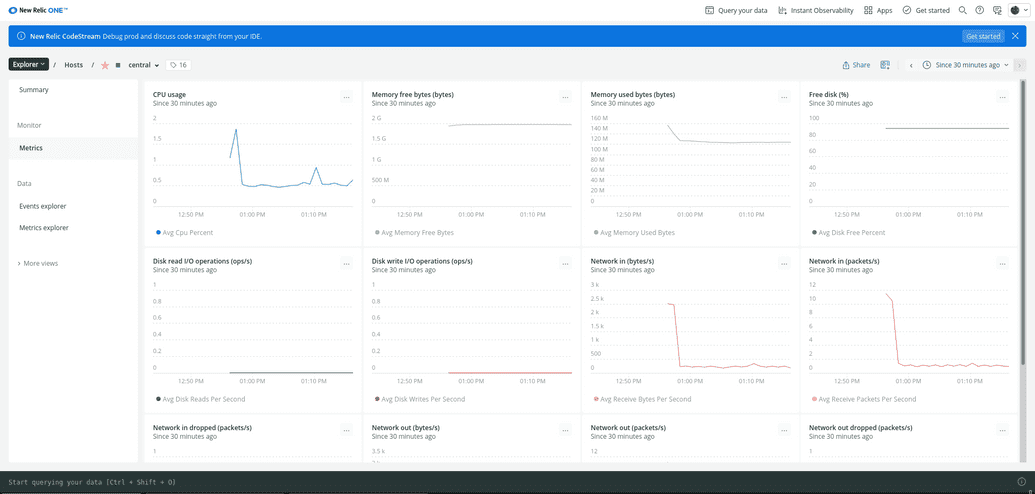 New Relic ONE™
Query your data
Instant Observability
Apps
Get started
New Relic CodeStream Debug prod and discuss code straight from your IDE.
Get started
Explorer / Hosts / central 16
Share
Since 30 minutes ago
Summary
Monitor
Metrics
Data
Events explorer
Metrics explorer
More views
CPU usage
Since 30 minutes ago
2
1.5
1
0.5
0
12:50 PM 01:00 PM 01:10 PM
Avg Cpu Percent
Memory free bytes (bytes)
Since 30 minutes ago
2 G
1.5 G
1 G
500 M
0
12:50 PM 01:00 PM 01:10 PM
Avg Memory Free Bytes
Memory used bytes (bytes)
Since 30 minutes ago
160 M
140 M
120 M
100 M
80 M
60 M
40 M
20 M
0
12:50 PM 01:00 PM 01:10 PM
Avg Memory Used Bytes
Free disk (%)
Since 30 minutes ago
100
80
60
40
20
0
12:50 PM 01:00 PM 01:10 PM
Avg Disk Free Percent
Disk read I/O operations (ops/s)
Since 30 minutes ago
1
0.8
0.6
0.4
0.2
0
12:50 PM 01:00 PM 01:10 PM
Avg Disk Reads Per Second
Disk write I/O operations (ops/s)
Since 30 minutes ago
1
0.8
0.6
0.4
0.2
0
12:50 PM 01:00 PM 01:10 PM
Avg Disk Writes Per Second
Network in (bytes/s)
Since 30 minutes ago
3 k
2.5 k
2 k
1.5 k
1 k
500
0
12:50 PM 01:00 PM 01:10 PM
Avg Receive Bytes Per Second
Network in (packets/s)
Since 30 minutes ago
12
10
8
6
4
2
0
12:50 PM 01:00 PM 01:10 PM
Avg Receive Packets Per Second
Network in dropped (packets/s)
Since 30 minutes ago
1
Network out (bytes/s)
Since 30 minutes ago
3.5 k
Network out (packets/s)
Since 30 minutes ago
12
Network out dropped (packets/s)
Since 30 minutes ago
1
Start querying your data [Ctrl + Shift + O]